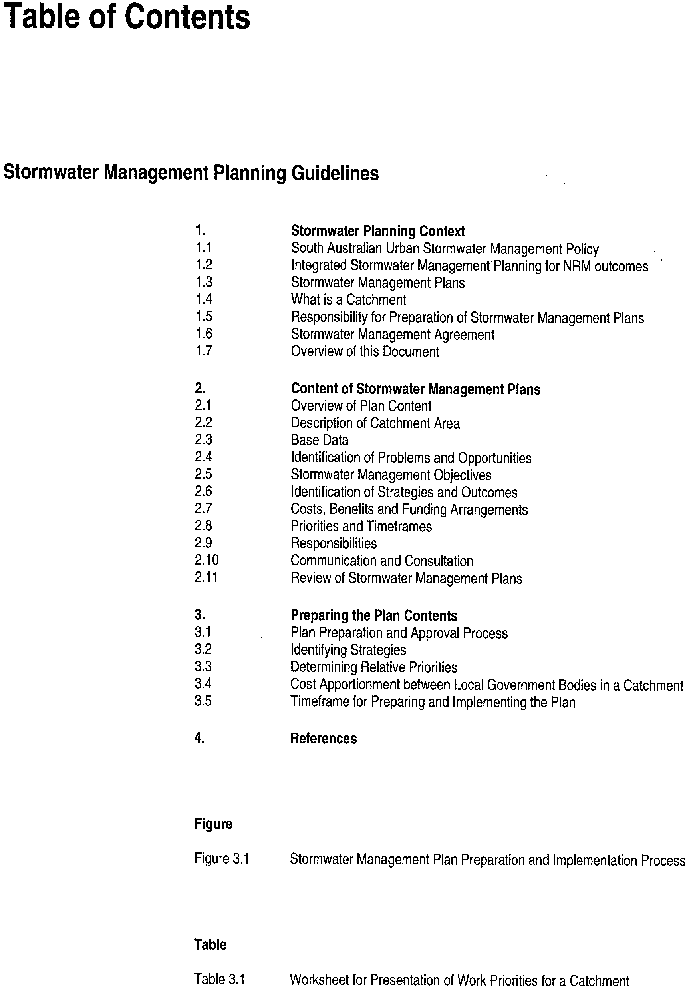 Table of Contents
Stormwater Management Planning Guidelines
1. Stormwater Planning Context
1.1 South Australian Urban Stormwater Management Policy
1.2 Integrated Stormwater Management Planning for NRM outcomes
1.3 Stormwater Management Plans
1.4 What is a Catchment
1.5 Responsibility for Preparation of Stormwater Management Plans
1.6 Stormwater Management Agreement
1.7 Overview of this Document
2. Content of Stormwater Management Plans
2.1 Overview of Plan Content
2.2 Description of Catchment Area
2.3 Base Data
2.4 Identification of Problems and Opportunities
2.5 Stormwater Management Objectives
2.6 Identification of Strategies and Outcomes
2.7 Costs, Benefits and Funding Arrangements
2.8 Priorities and Timeframes
2.9 Responsibilities
2.10 Communication and Consultation
2.11 Review of Stormwater Management Plans
3. Preparing the Plan Contents
3.1 Plan Preparation and Approval Process
3.2 Identifying Strategies
3.3 Determining Relative Priorities
3.4 Cost Apportionment between Local Government Bodies in a Catchment
3.5 Timeframe for Preparing and Implementing the Plan
4. References
Figure
Figure 3.1 Stormwater Management Plan Preparation and Implementation Process
Table
Table 3.1 Worksheet for Presentation of Work Priorities for a Catchment